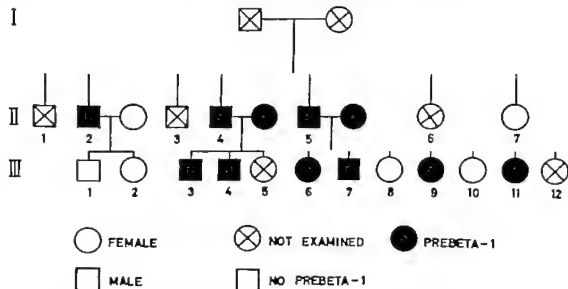 I
II
1 2 3 4 5 6 7
III
1 2 3 4 5 6 7 8 9 10 11 12
FEMALE NOT EXAMINED PREBETA-1
MALE NO PREBETA-1